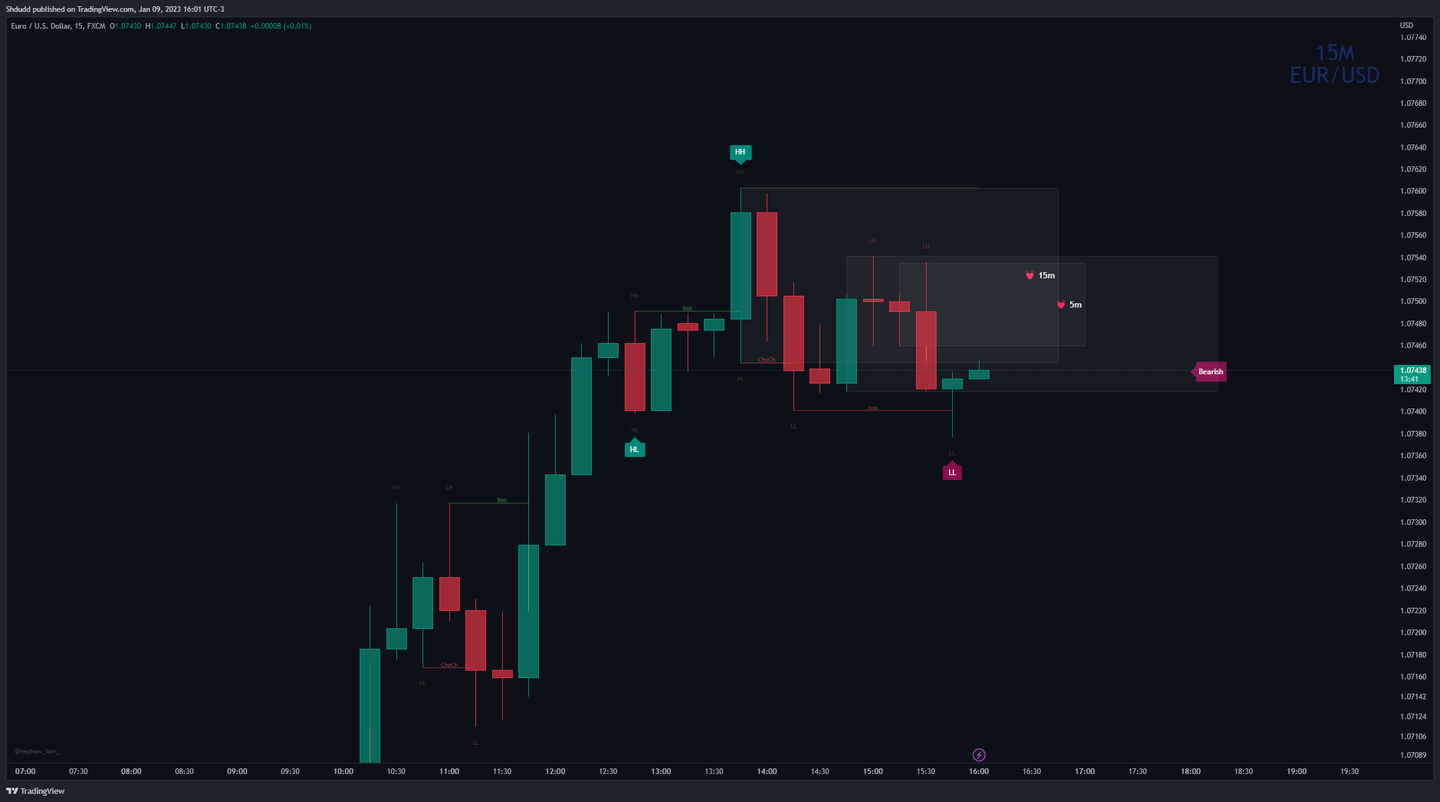 Shdudd published on TradingView.com, Jan 09, 2023 16:01 UTC-3
Euro / U.S. Dollar, 15, FXCM O1.07430 H1.07447 L1.07430 C1.07438 +0.00008 (+0.01%)
USD
15M
EUR/USD
1.07740
1.07720
1.07700
1.07680
1.07660
1.07640
1.07620
1.07600
1.07580
1.07560
1.07540
1.07520
1.07500
1.07480
1.07460
1.07438
13:41
1.07420
1.07400
1.07380
1.07360
1.07340
1.07320
1.07300
1.07280
1.07260
1.07240
1.07220
1.07200
1.07180
1.07160
1.07142
1.07124
1.07106
1.07089
HH
HH
LH
LH
15m
HH
5m
bos
ChoCh
Bearish
HL
bos
LL
HL
HL
LL
LL
HH
LH
bos
ChoCh
HL
LL
@Nephew_Sam_
07:00 07:30 08:00 08:30 09:00 09:30 10:00 10:30 11:00 11:30 12:00 12:30 13:00 13:30 14:00 14:30 15:00 15:30 16:00 16:30 17:00 17:30 18:00 18:30 19:00 19:30
TradingView